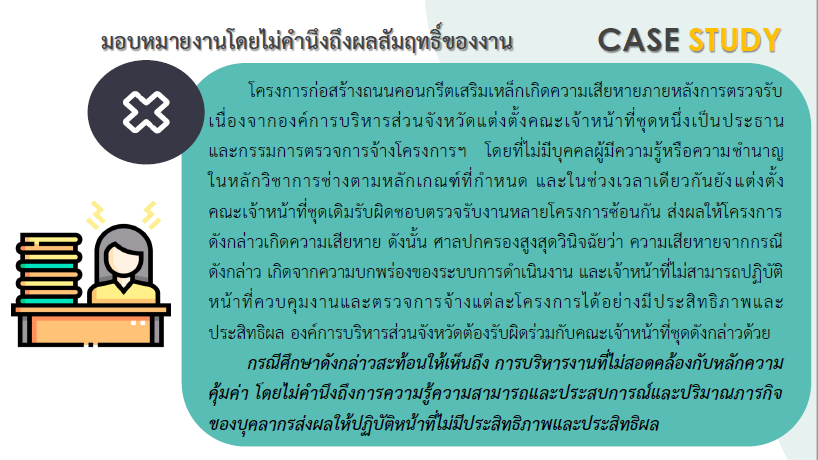 มอบหมายงานโดยไม่คำนึงถึงผลสัมฤทธิ์ของงาน
CASE STUDY
โครงการก่อสร้างถนนคอนกรีตเสริมเหล็กเกิดความเสียหายภายหลังการตรวจรับ
เนื่องจากองค์การบริหารส่วนจังหวัดแต่งตั้งคณะเจ้าหน้าที่ชุดหนึ่งเป็นประธาน
และกรรมการตรวจการจ้างโครงการฯ โดยที่ไม่มีบุคคลผู้มีความรู้หรือความชำนาญ
ในหลักวิชาการช่างตามหลักเกณฑ์ที่กำหนด และในช่วงเวลาเดียวกันยังแต่งตั้ง
คณะเจ้าหน้าที่ชุดเดิมรับผิดชอบตรวจรับงานหลายโครงการซ้อนกัน ส่งผลให้โครงการ
ดังกล่าวเกิดความเสียหาย ดังนั้น ศาลปกครองสูงสุดวินิจฉัยว่า ความเสียหายจากกรณี
ดังกล่าว เกิดจากความบกพร่องของระบบการดำเนินงาน และเจ้าหน้าที่ไม่สามารถปฏิบัติ
หน้าที่ควบคุมงานและตรวจการจ้างแต่ละโครงการได้อย่างมีประสิทธิภาพและ
ประสิทธิผล องค์การบริหารส่วนจังหวัดต้องรับผิดร่วมกับคณะเจ้าหน้าที่ชุดดังกล่าวด้วย
กรณีศึกษาดังกล่าวสะท้อนให้เห็นถึง การบริหารงานที่ไม่สอดคล้องกับหลักความ
คุ้มค่า โดยไม่คำนึงถึงการความรู้ความสามารถและประสบการณ์และปริมาณภารกิจ
ของบุคลากรส่งผลให้ปฏิบัติหน้าที่ไม่มีประสิทธิภาพและประสิทธิผล